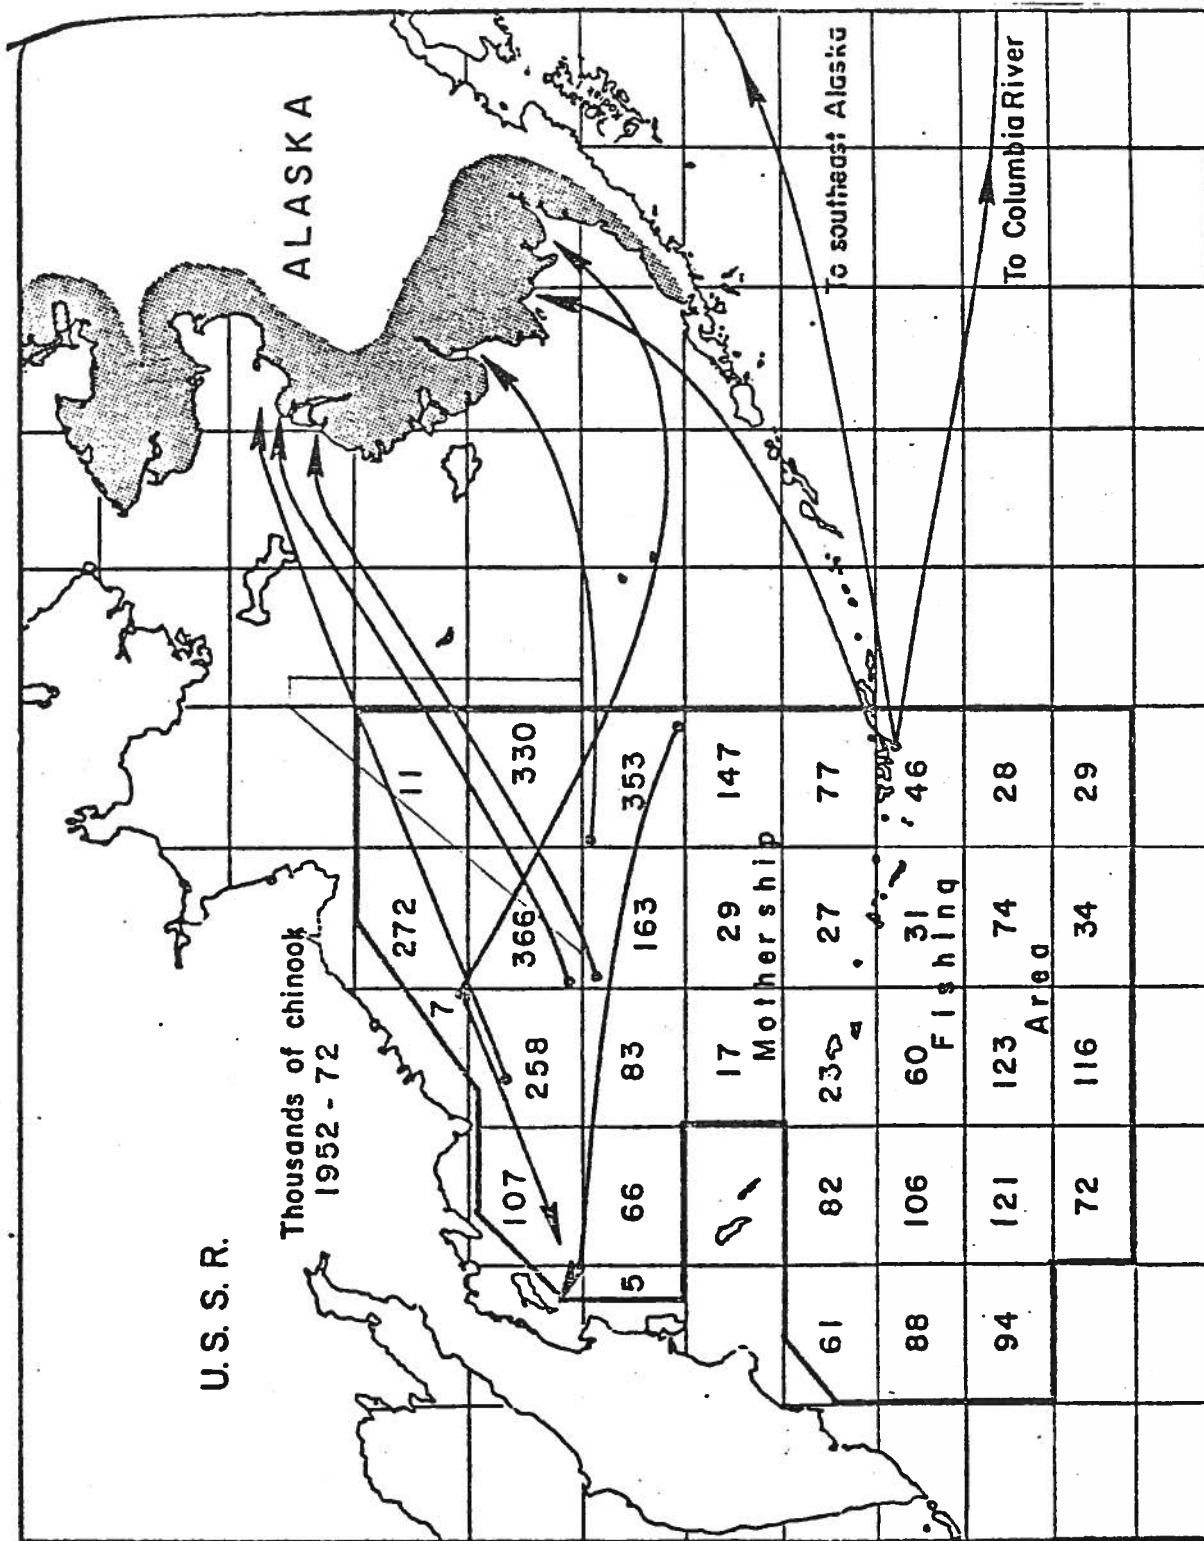 U.S.S.R.
ALASKA
Thousands of chinook
1952-72
7 272 11
107 258 366 330
Kodiak
5 66 83 163 353
17 29 147
Mothership
61 82 23 27 77
To southeast Alaska
88 106 60 31 46
Fishing
94 121 123 74 28
To Columbia River
Area
72 116 34 29